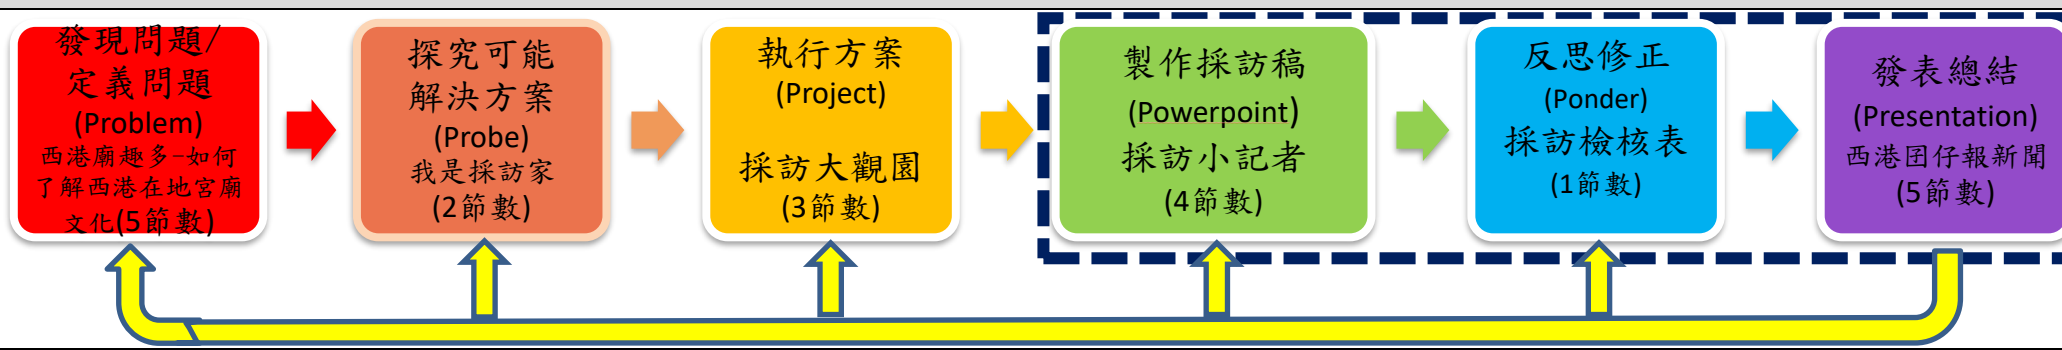 發現問題/
定義問題
(Problem)
西港廟趣多-如何
了解西港在地宮廟
文化(5節數)
探究可能
解決方案
(Probe)
我是採訪家
(2節數)
執行方案
(Project)
採訪大觀園
(3節數)
製作採訪稿
(Powerpoint)
採訪小記者
(4節數)
反思修正
(Ponder)
採訪檢核表
(1節數)
發表總結
(Presentation)
西港囝仔報新聞
(5節數)